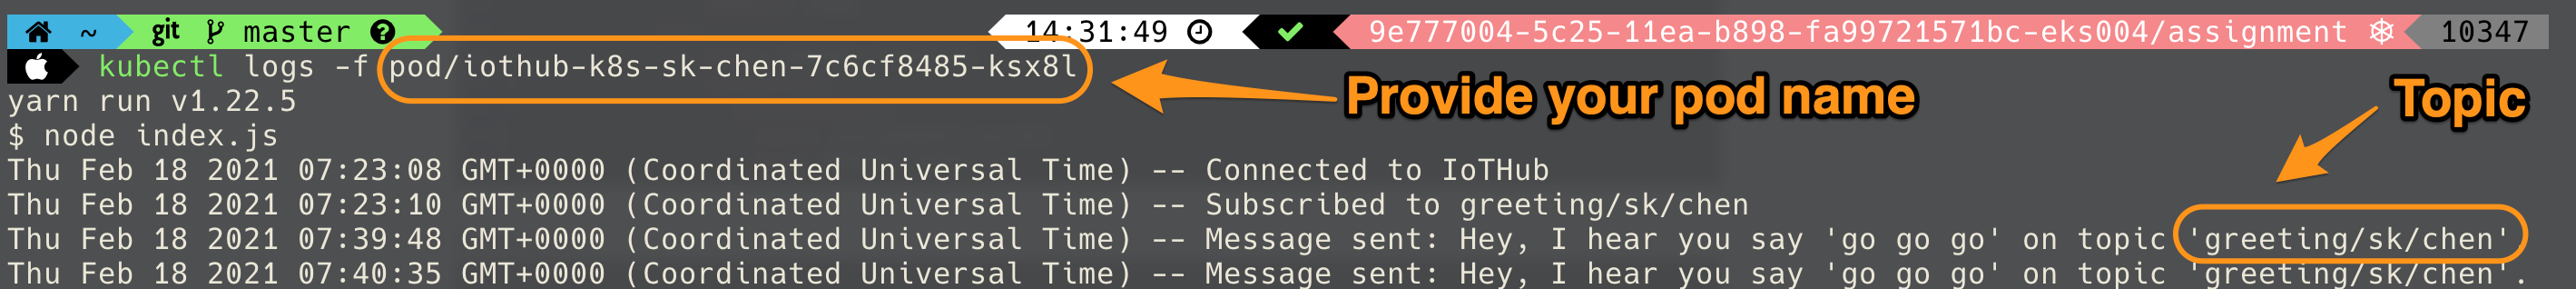 ~ git master 14:31:49 9e777004-5c25-11ea-b898-fa99721571bc-eks004/assignment 10347
kubectl logs -f pod/iothub-k8s-sk-chen-7c6cf8485-ksx8l
Provide your pod name
Topic
yarn run v1.22.5
$ node index.js
Thu Feb 18 2021 07:23:08 GMT+0000 (Coordinated Universal Time) -- Connected to IoTHub
Thu Feb 18 2021 07:23:10 GMT+0000 (Coordinated Universal Time) -- Subscribed to greeting/sk/chen
Thu Feb 18 2021 07:39:48 GMT+0000 (Coordinated Universal Time) -- Message sent: Hey, I hear you say 'go go go' on topic 'greeting/sk/chen'.
Thu Feb 18 2021 07:40:35 GMT+0000 (Coordinated Universal Time) -- Message sent: Hey, I hear you say 'go go go' on topic 'greeting/sk/chen'.